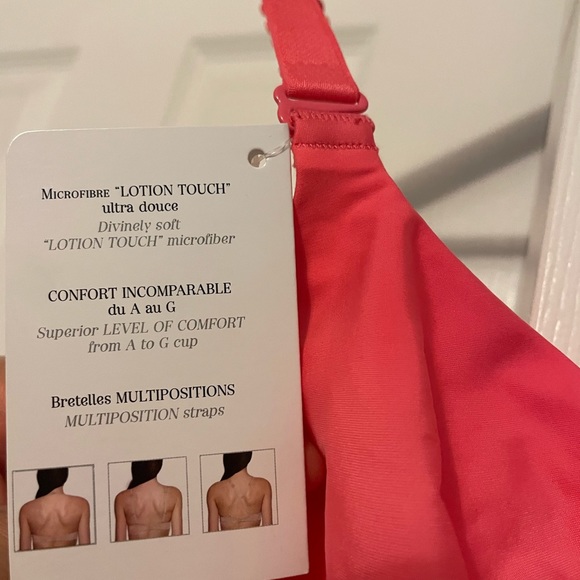 MICROFIBRE “LOTION TOUCH”
ultra douce
Divinely soft
“LOTION TOUCH” microfiber
CONFORT INCOMPARABLE
du A au G
Superior LEVEL OF COMFORT
from A to G cup
Bretelles MULTIPOSITIONS
MULTIPOSITION straps